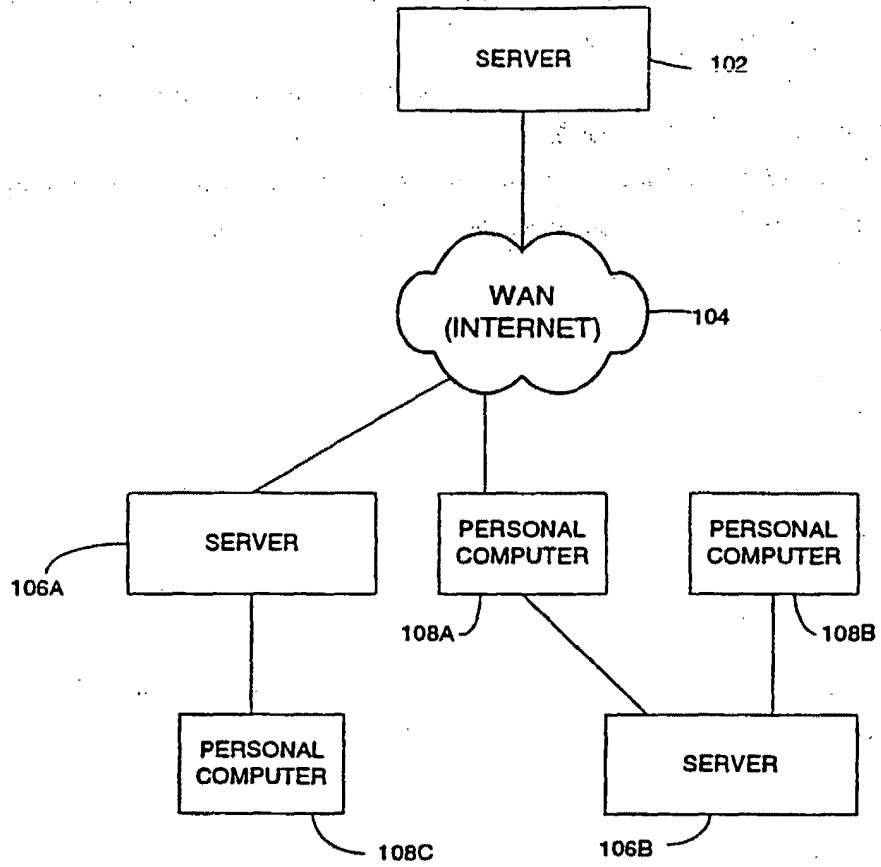 SERVER
102
WAN
(INTERNET)
104
SERVER
106A
PERSONAL
COMPUTER
108A
PERSONAL
COMPUTER
108B
PERSONAL
COMPUTER
108C
SERVER
106B